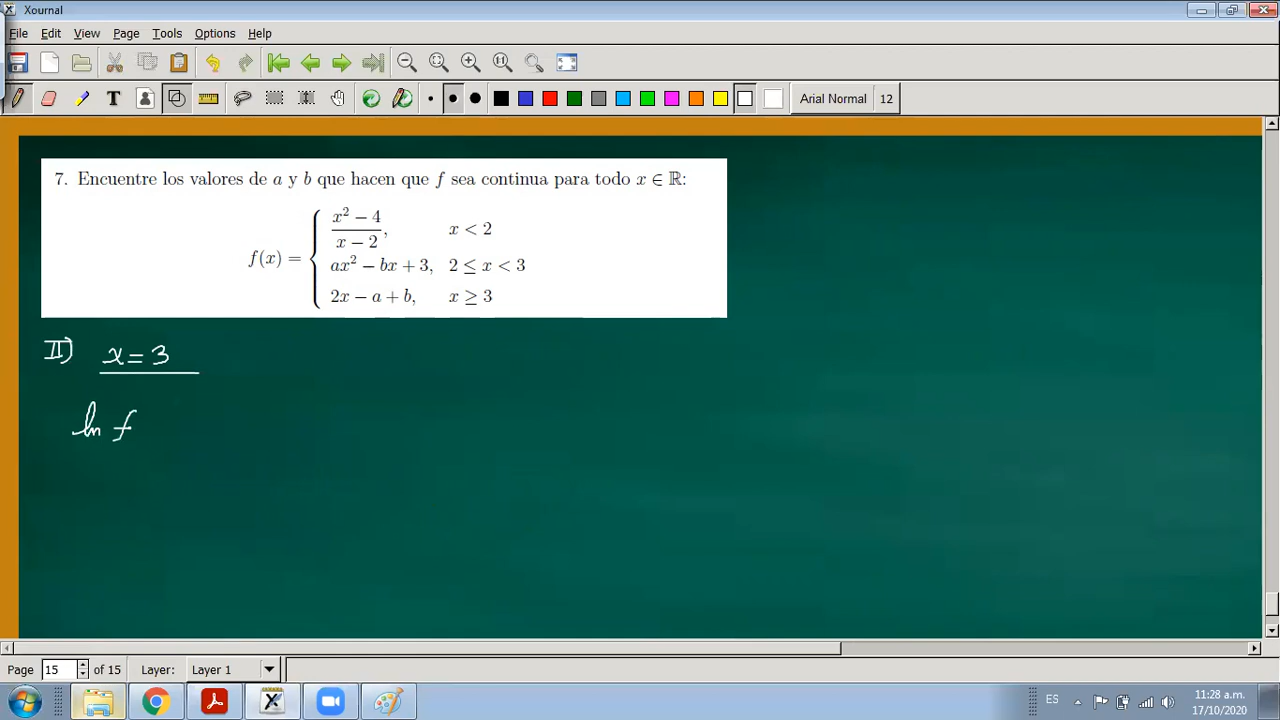 Xournal
File Edit View Page Tools Options Help
Arial Normal 12
7. Encuentre los valores de a y b que hacen que f sea continua para todo x ∈ ℝ:
f(x) = { (x² − 4)/(x − 2), x < 2
ax² − bx + 3, 2 ≤ x < 3
2x − a + b, x ≥ 3
II) x = 3
ln f
Page 15 of 15 Layer: Layer 1
ES 11:28 a.m.
17/10/2020